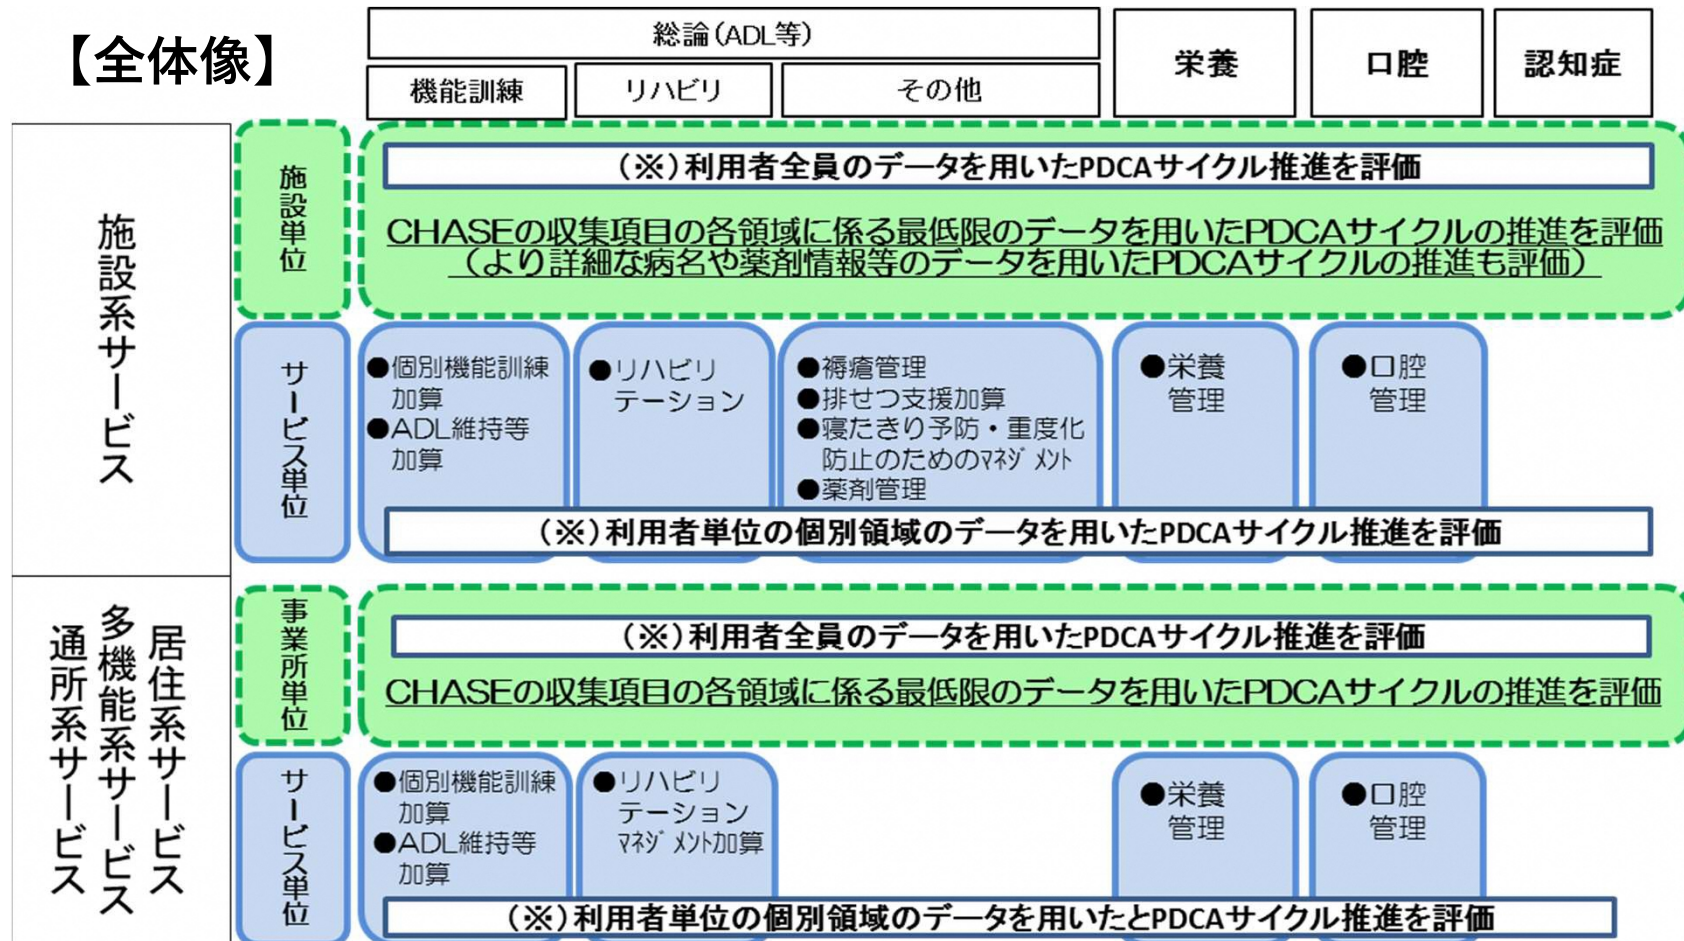 【全体像】
総論(ADL等)
機能訓練
リハビリ
その他
栄養
口腔
認知症
施設系サービス
施設単位
(※)利用者全員のデータを用いたPDCAサイクル推進を評価
CHASEの収集項目の各領域に係る最低限のデータを用いたPDCAサイクルの推進を評価
(より詳細な病名や薬剤情報等のデータを用いたPDCAサイクルの推進も評価)
サービス単位
●個別機能訓練
加算
●ADL維持等
加算
●リハビリ
テーション
●褥瘡管理
●排せつ支援加算
●寝たきり予防・重度化
防止のためのﾏﾈｼﾞﾒﾝﾄ
●薬剤管理
●栄養
管理
●口腔
管理
(※)利用者単位の個別領域のデータを用いたPDCAサイクル推進を評価
居住系サービス
多機能系サービス
通所系サービス
事業所単位
(※)利用者全員のデータを用いたPDCAサイクル推進を評価
CHASEの収集項目の各領域に係る最低限のデータを用いたPDCAサイクルの推進を評価
サービス単位
●個別機能訓練
加算
●ADL維持等
加算
●リハビリ
テーション
ﾏﾈｼﾞﾒﾝﾄ加算
●栄養
管理
●口腔
管理
(※)利用者単位の個別領域のデータを用いたとPDCAサイクル推進を評価